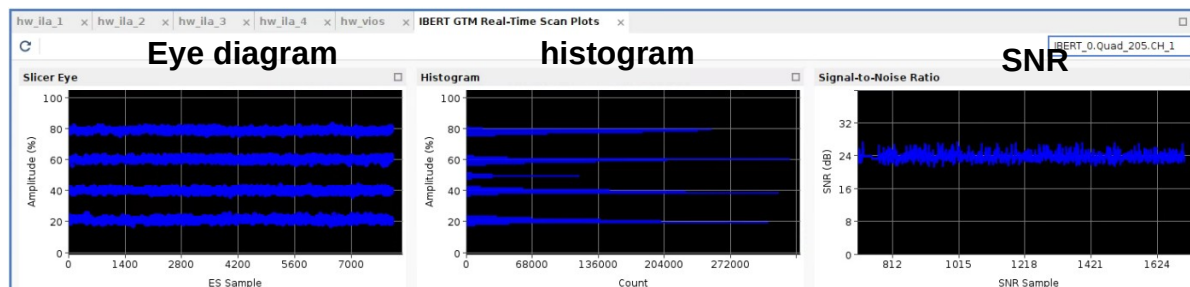 hw_ila_1 × hw_ila_2 × hw_ila_3 × hw_ila_4 × hw_vios × IBERT GTM Real-Time Scan Plots ×
IBERT_0.Quad_205.CH_1
Eye diagram histogram SNR
Slicer Eye
100
80
60
40
20
0
Amplitude (%)
0 1400 2800 4200 5600 7000
ES Sample
Histogram
100
80
60
40
20
0
Amplitude (%)
0 68000 136000 204000 272000
Count
Signal-to-Noise Ratio
32
24
16
8
0
SNR (dB)
812 1015 1218 1421 1624
SNR Sample